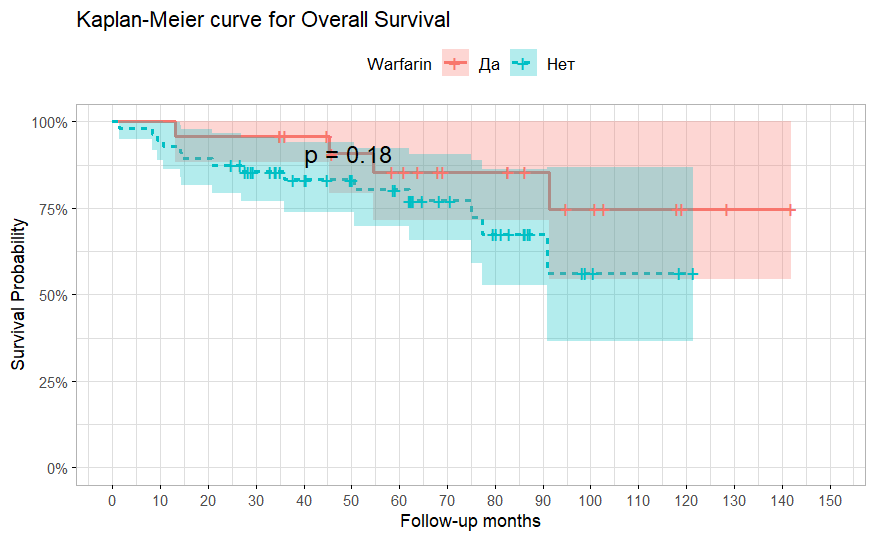 Kaplan-Meier curve for Overall Survival
Warfarin Да Нет
100%
p = 0.18
75%
50%
25%
0%
Survival Probability
0 10 20 30 40 50 60 70 80 90 100 110 120 130 140 150
Follow-up months